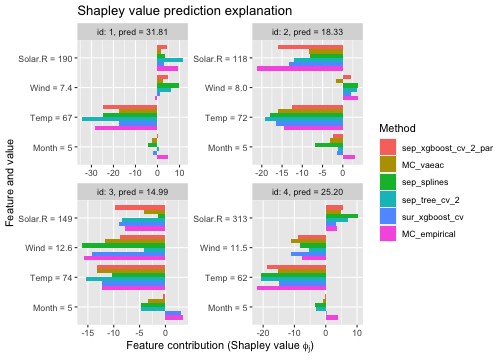 Shapley value prediction explanation
id: 1, pred = 31.81
id: 2, pred = 18.33
Solar.R = 190
Wind = 7.4
Temp = 67
Month = 5
Solar.R = 118
Wind = 8.0
Temp = 72
Month = 5
-30 -20 -10 0 10
-20 -15 -10 -5 0 5
id: 3, pred = 14.99
id: 4, pred = 25.20
Solar.R = 149
Wind = 12.6
Temp = 74
Month = 5
Solar.R = 313
Wind = 11.5
Temp = 62
Month = 5
-15 -10 -5 0
-20 -10 0 10
Feature and value
Feature contribution (Shapley value ϕj)
Method
sep_xgboost_cv_2_par
MC_vaeac
sep_splines
sep_tree_cv_2
sur_xgboost_cv
MC_empirical